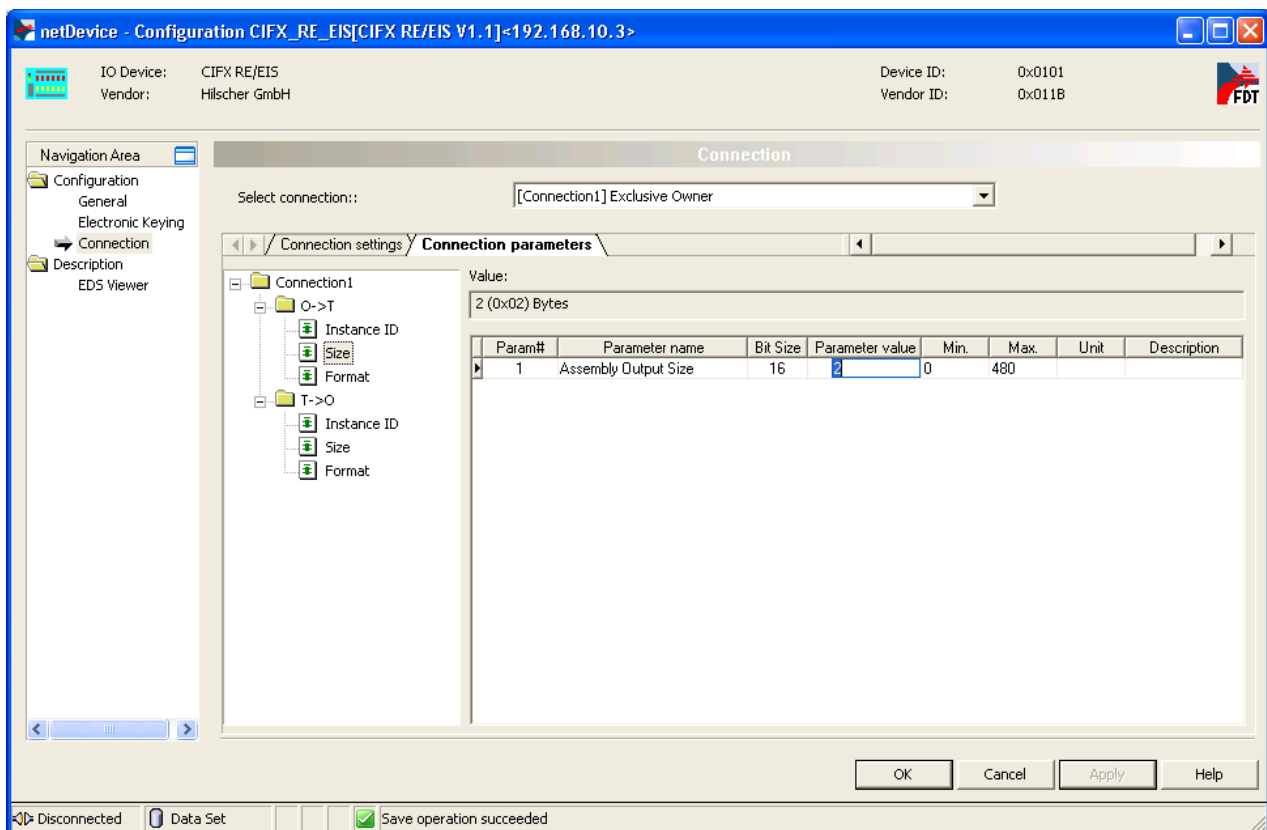 netDevice - Configuration CIFX_RE_EIS[CIFX RE/EIS V1.1]<192.168.10.3>
IO Device: CIFX RE/EIS Device ID: 0x0101
Vendor: Hilscher GmbH Vendor ID: 0x011B
FDT
Navigation Area
Connection
Configuration
General
Electronic Keying
Connection
Description
EDS Viewer
Select connection:: [Connection1] Exclusive Owner
Connection settings Connection parameters
Connection1
O->T
Instance ID
Size
Format
T->O
Instance ID
Size
Format
Value:
2 (0x02) Bytes
Param# Parameter name Bit Size Parameter value Min. Max. Unit Description
1 Assembly Output Size 16 2 0 480
OK Cancel Apply Help
Disconnected Data Set Save operation succeeded